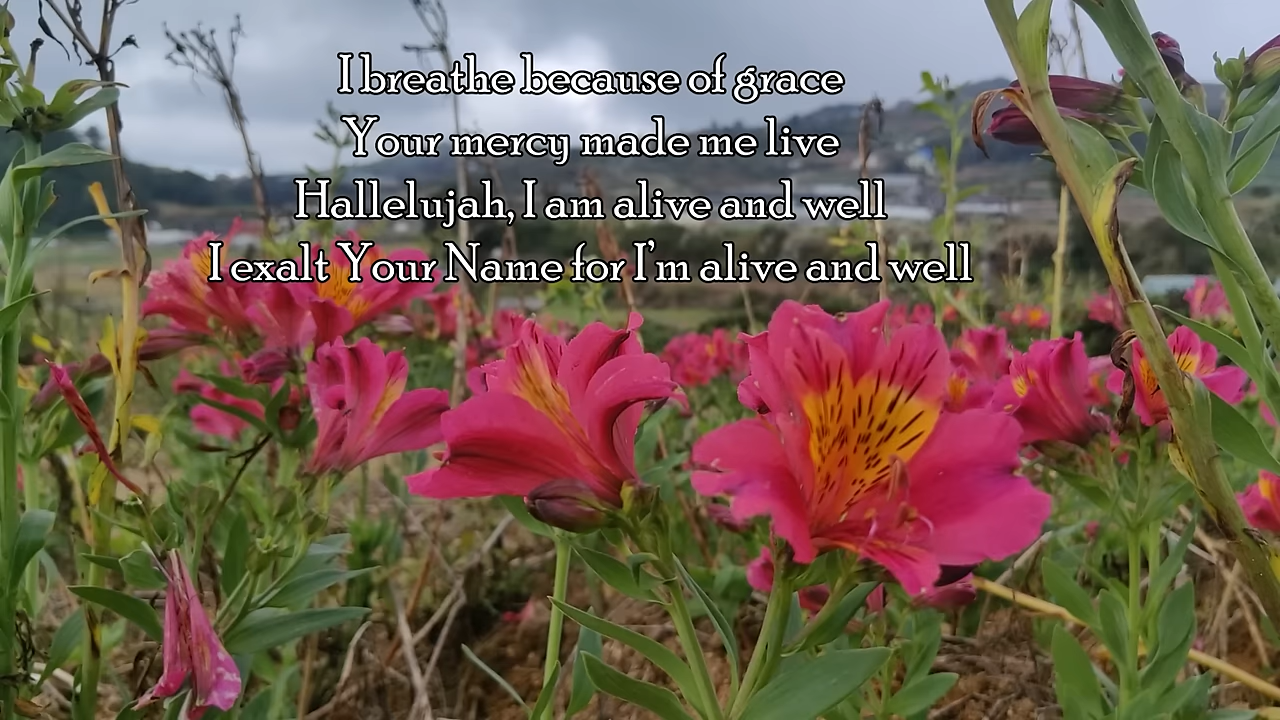 I breathe because of grace
Your mercy made me live
Hallelujah, I am alive and well
I exalt Your Name for I'm alive and well